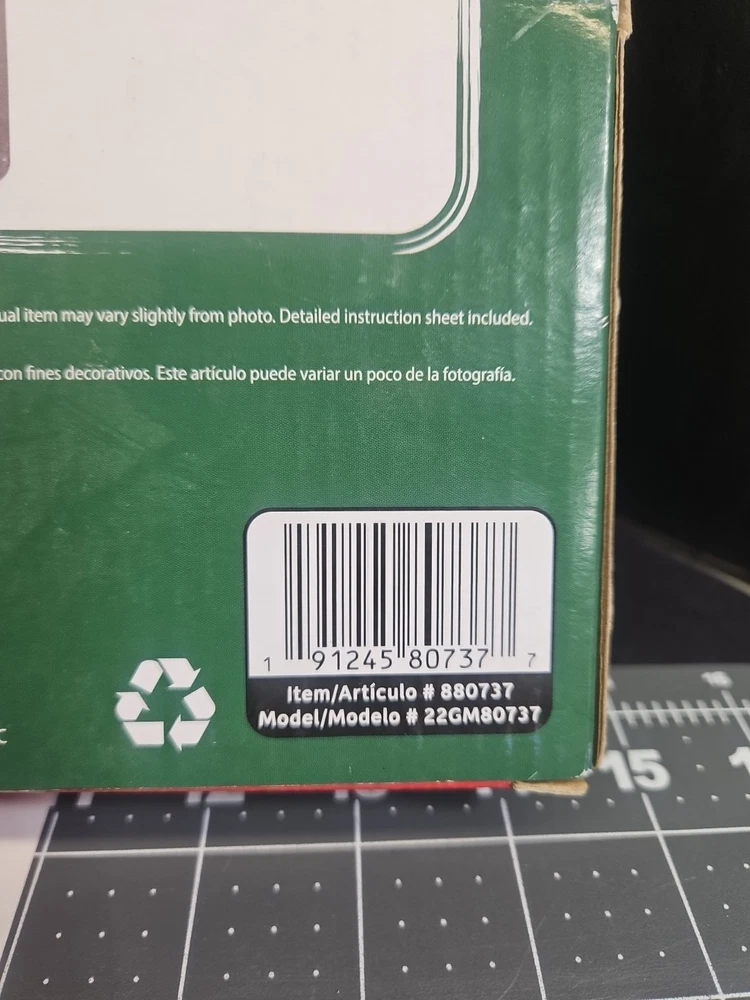 ual item may vary slightly from photo. Detailed instruction sheet included.
con fines decorativos. Este artículo puede variar un poco de la fotografía.
1 91245 80737 7
Item/Artículo # 880737
Model/Modelo # 22GM80737
C
15
16